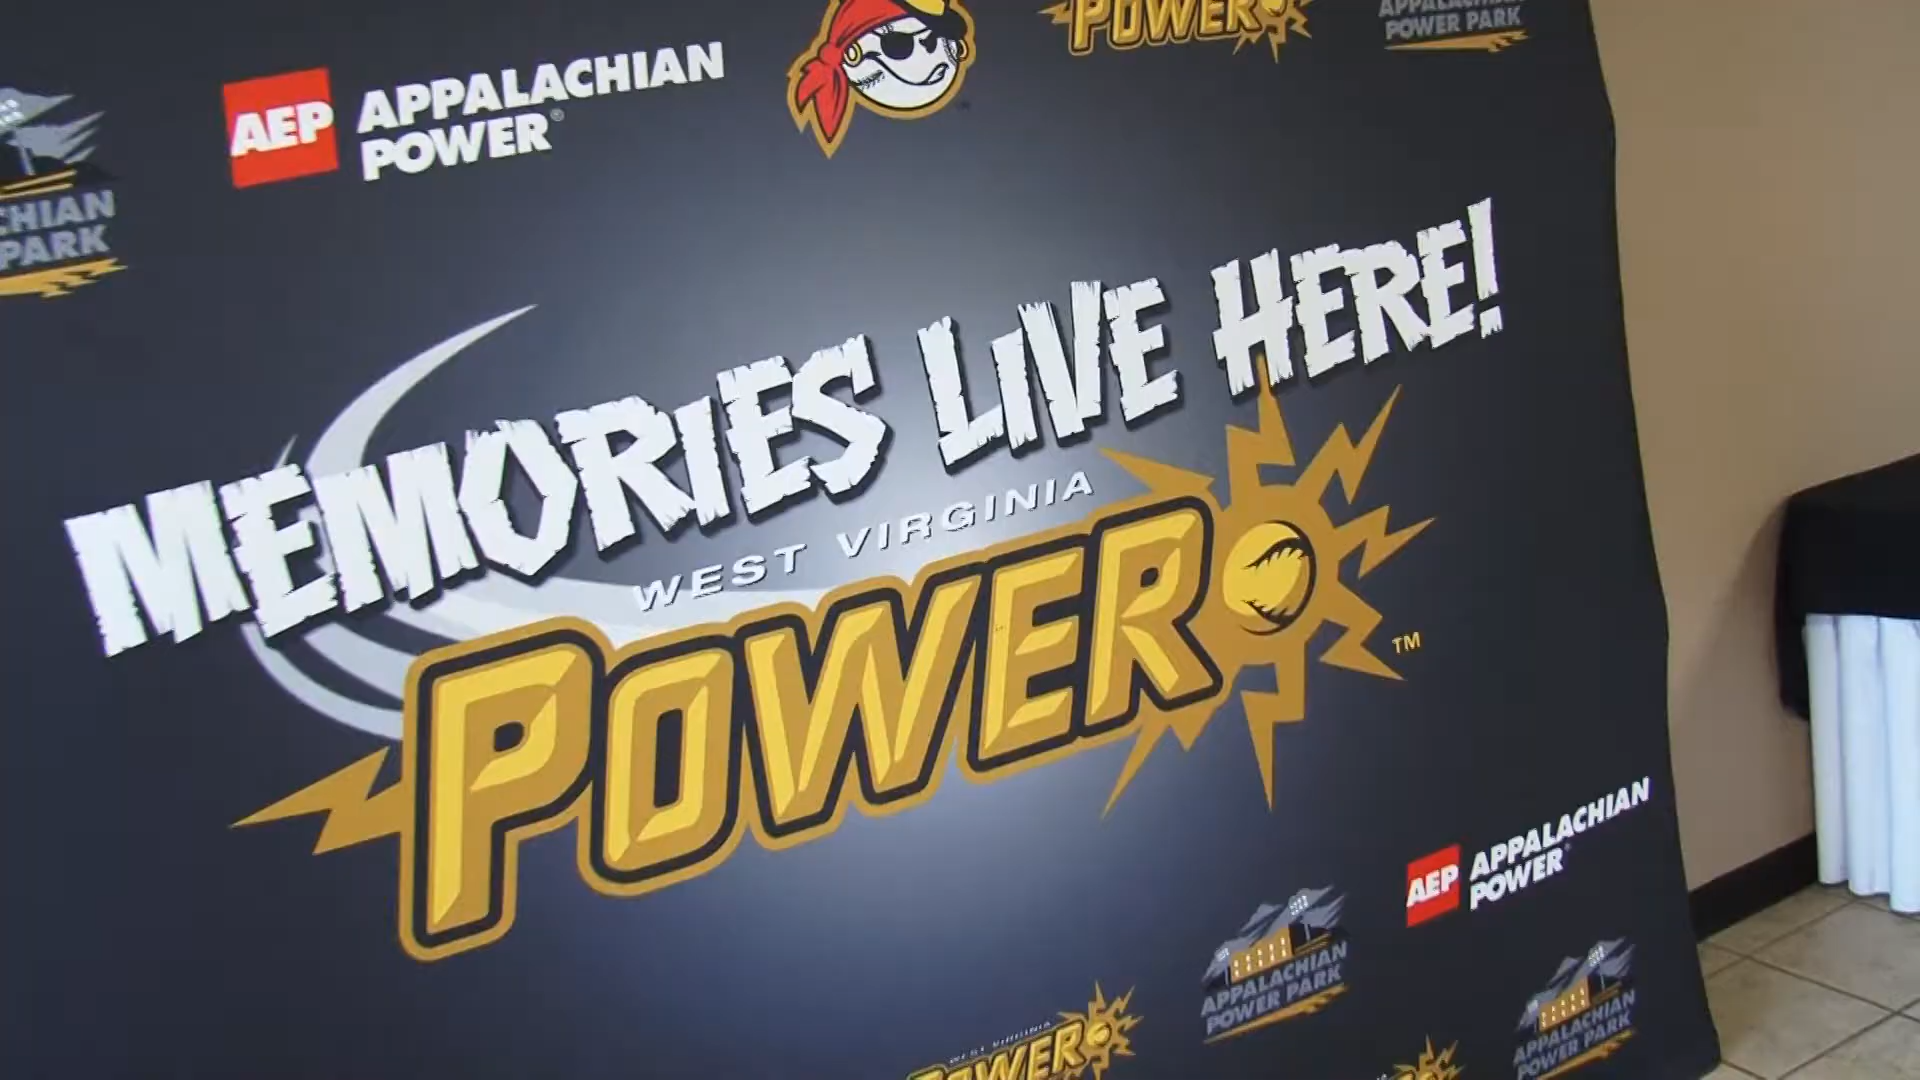 POWER
APPALACHIAN
POWER PARK
AEP APPALACHIAN
POWER®
CHIAN
PARK
MEMORIES LIVE HERE!
WEST VIRGINIA
POWER
TM
AEP APPALACHIAN
POWER
APPALACHIAN
POWER PARK
APPALACHIAN
POWER PARK
WEST VIRGINIA
POWER